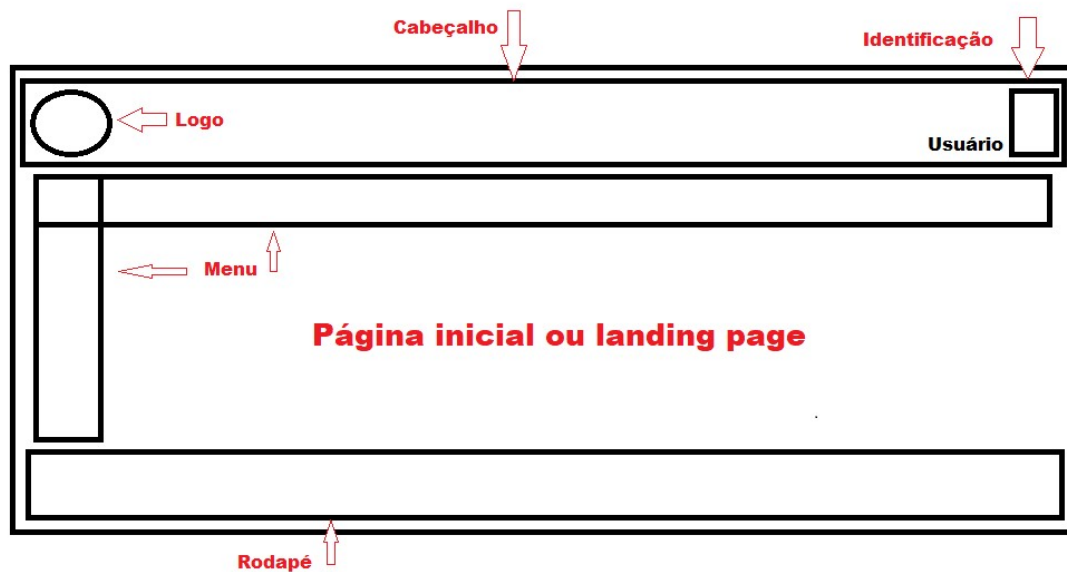 Cabeçalho
Identificação
Logo
Usuário
Menu
Página inicial ou landing page
Rodapé